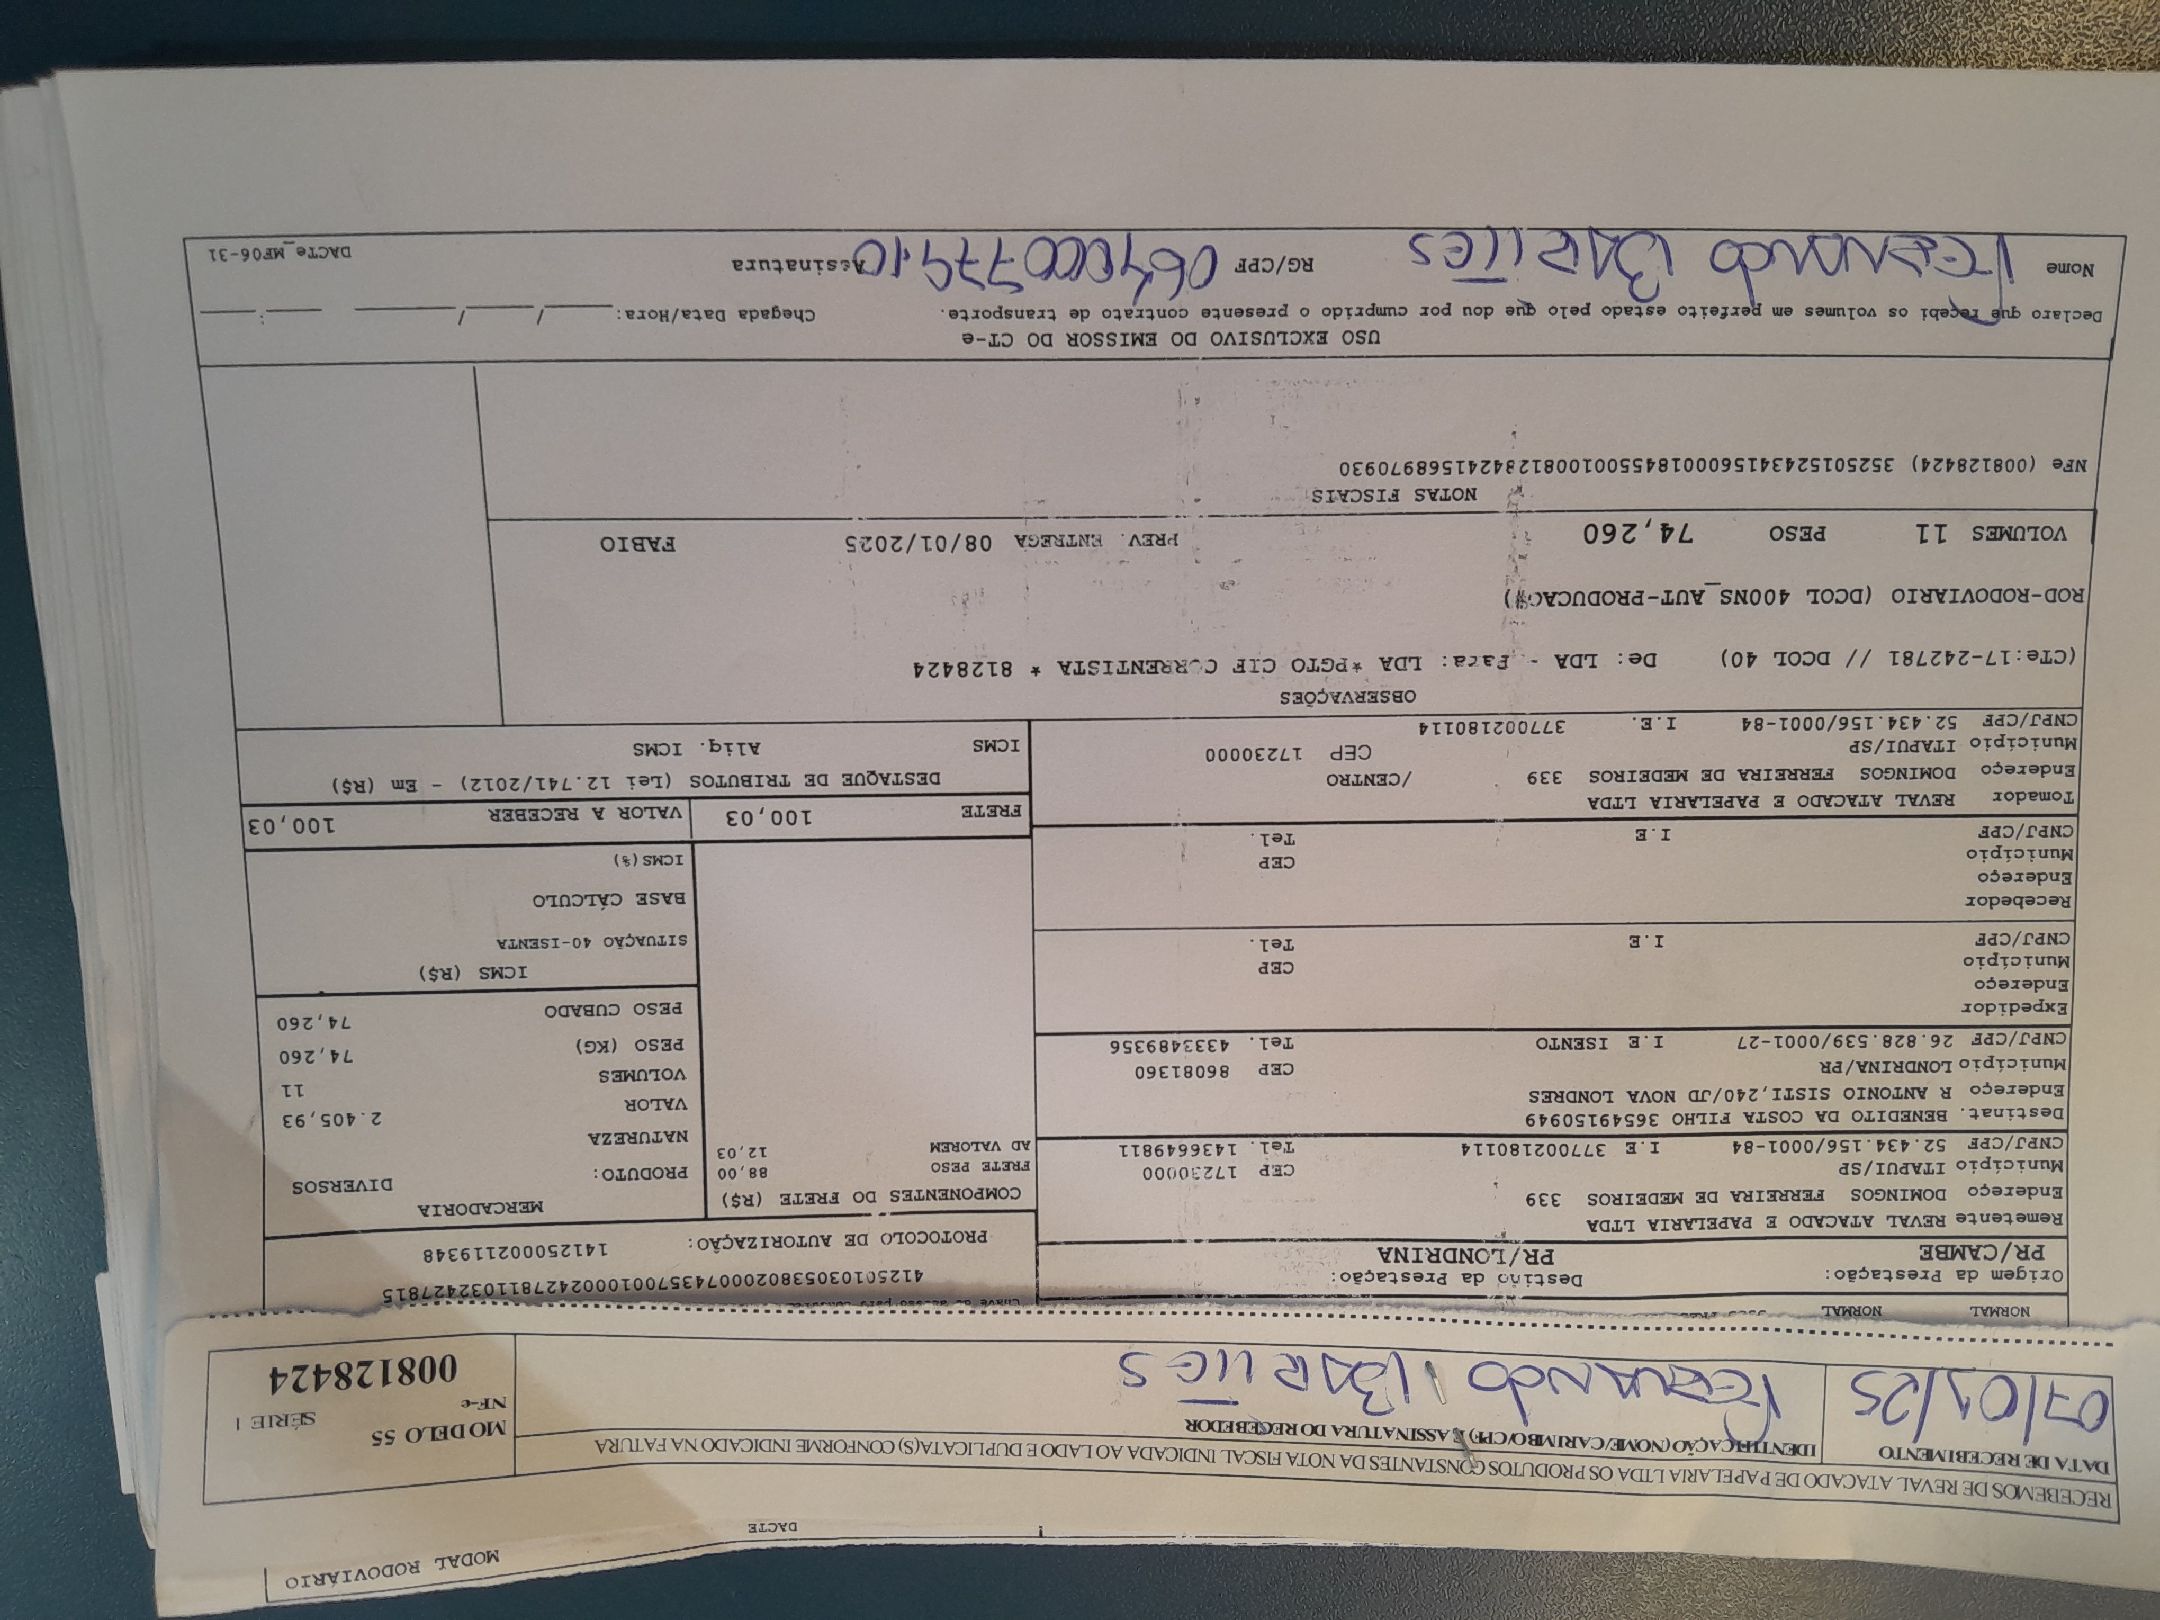 MODAL RODOVIÁRIO
DACTE
RECEBEMOS DE REVAL ATACADO DE PAPELARIA LTDA OS PRODUTOS CONSTANTES DA NOTA FISCAL INDICADA AO LADO E DUPLICATA(S) CONFORME INDICADO NA FATURA
DATA DE RECEBIMENTO
07/01/25
IDENTIFICAÇÃO (NOME/CARIMBO/CPF) E ASSINATURA DO RECEBEDOR
FERNANDO
MODELO 55
NF-e
SÉRIE 1
008128424
NORMAL NORMAL
Origem da Prestação:
PR/CAMBE
Destino da Prestação:
PR/LONDRINA
Remetente REVAL ATACADO E PAPELARIA LTDA
Endereço DOMINGOS FERREIRA DE MEDEIROS 339
Município ITAPUI/SP CEP 17230000
CNPJ/CPF 52.434.156/0001-84 I.E 377002180114 Tel. 1436649811
Destinat. BENEDITO DA COSTA FILHO 36549150949
Endereço R ANTONIO SISTI,240/JD NOVA LONDRES
Município LONDRINA/PR CEP 86081360
CNPJ/CPF 26.828.539/0001-27 I.E ISENTO Tel. 4333489356
Expedidor
Endereço
Município CEP
CNPJ/CPF I.E Tel.
Recebedor
Endereço
Município CEP
CNPJ/CPF I.E Tel.
Tomador REVAL ATACADO E PAPELARIA LTDA
Endereço DOMINGOS FERREIRA DE MEDEIROS 339 /CENTRO
Município ITAPUI/SP CEP 17230000
CNPJ/CPF 52.434.156/0001-84 I.E. 377002180114
41250103053802000743570010002427811032427815
PROTOCOLO DE AUTORIZAÇÃO: 141250002119348
COMPONENTES DO FRETE (R$)
FRETE PESO 88,00
AD VALOREM 12,03
MERCADORIA
PRODUTO: DIVERSOS
NATUREZA
VALOR 2.405,93
VOLUMES 11
PESO (KG) 74,260
PESO CUBADO 74,260
ICMS (R$)
SITUAÇÃO 40-ISENTA
BASE CÁLCULO
ICMS(%)
FRETE 100,03
VALOR A RECEBER 100,03
DESTAQUE DE TRIBUTOS (Lei 12.741/2012) - Em (R$)
ICMS Aliq. ICMS
OBSERVAÇÕES
(CTe:17-242781 // DCOL 40) De: LDA - Para: LDA *PGTO CIF CORRENTISTA * 8128424
ROD-RODOVIARIO (DCOL 400NS_AUT-PRODUCAO#)
VOLUMES 11 PESO 74,260 PREV. ENTREGA 08/01/2025 FABIO
NOTAS FISCAIS
NFe (008128424) 35250152434156000184550010081284241568970930
USO EXCLUSIVO DO EMISSOR DO CT-e
Declaro que recebi os volumes em perfeito estado pelo que dou por cumprido o presente contrato de transporte. Chegada Data/Hora: ____/____/____ ___:___
Nome FERNANDO RG/CPF Assinatura
DACTe_MF06-31